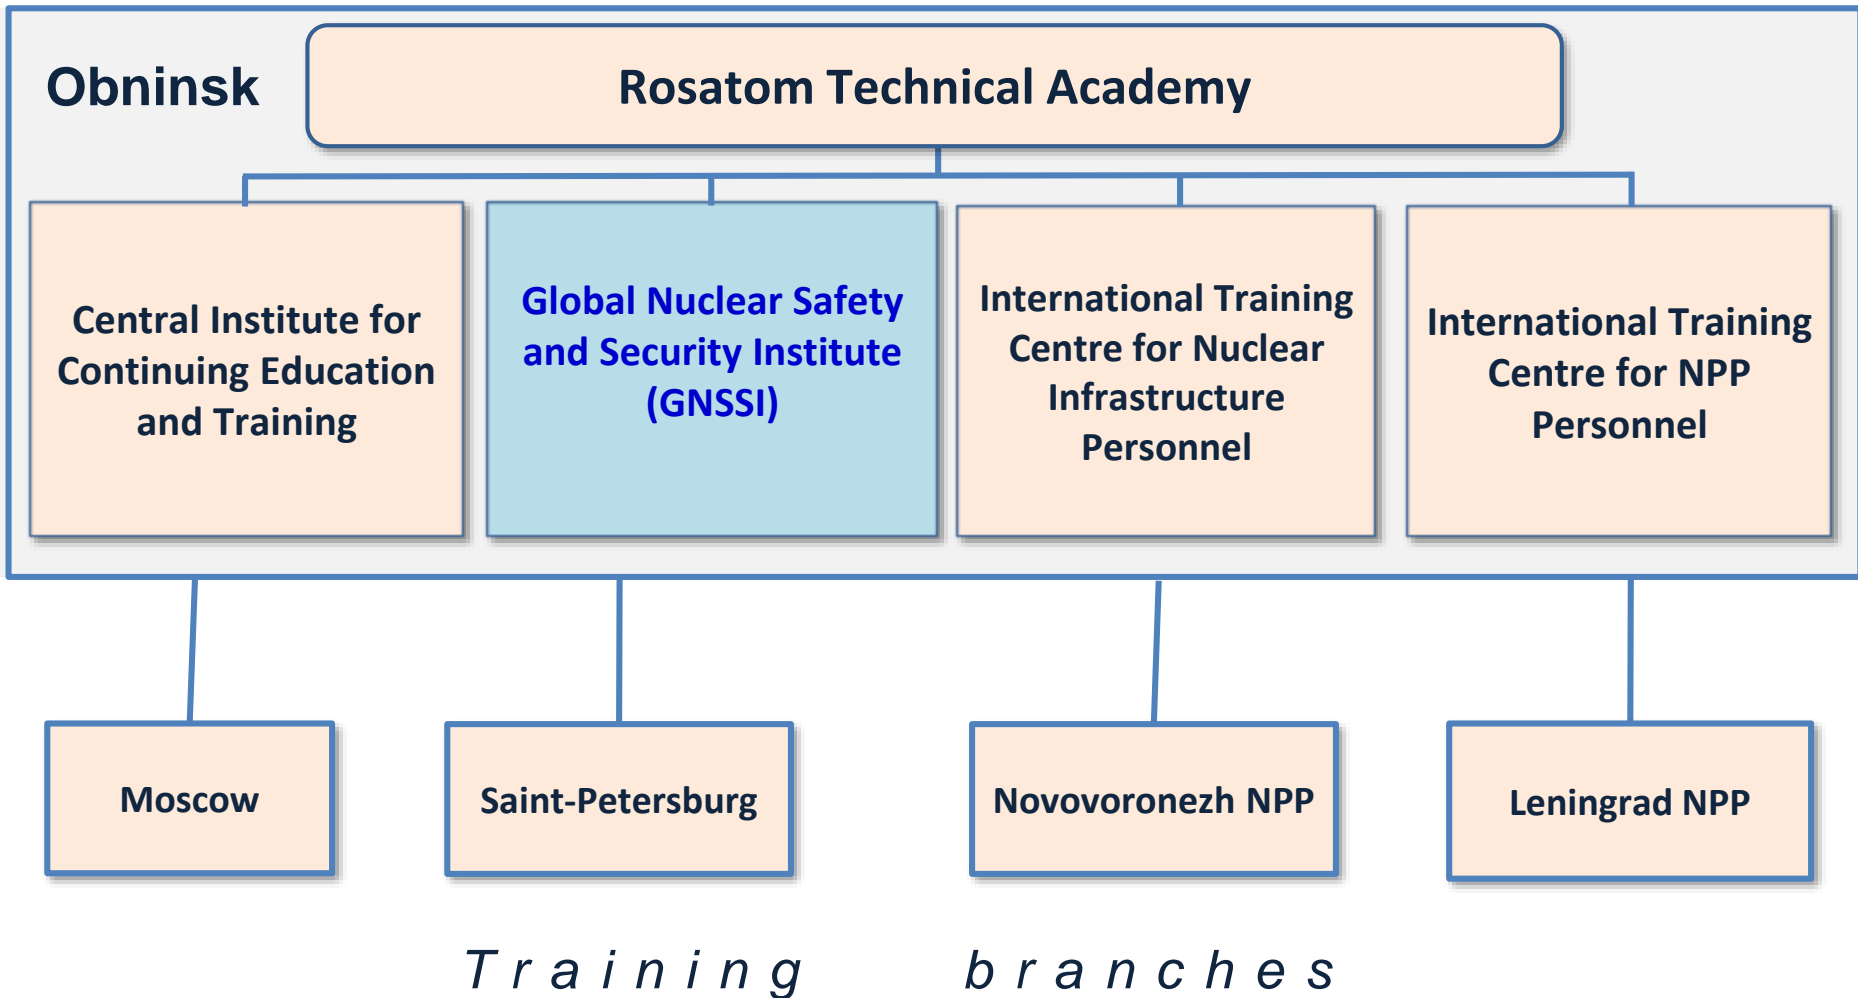 Obninsk
Rosatom Technical Academy
Central Institute for
Continuing Education
and Training
Global Nuclear Safety
and Security Institute
(GNSSI)
International Training
Centre for Nuclear
Infrastructure
Personnel
International Training
Centre for NPP
Personnel
Moscow
Saint-Petersburg
Novovoronezh NPP
Leningrad NPP
Training branches